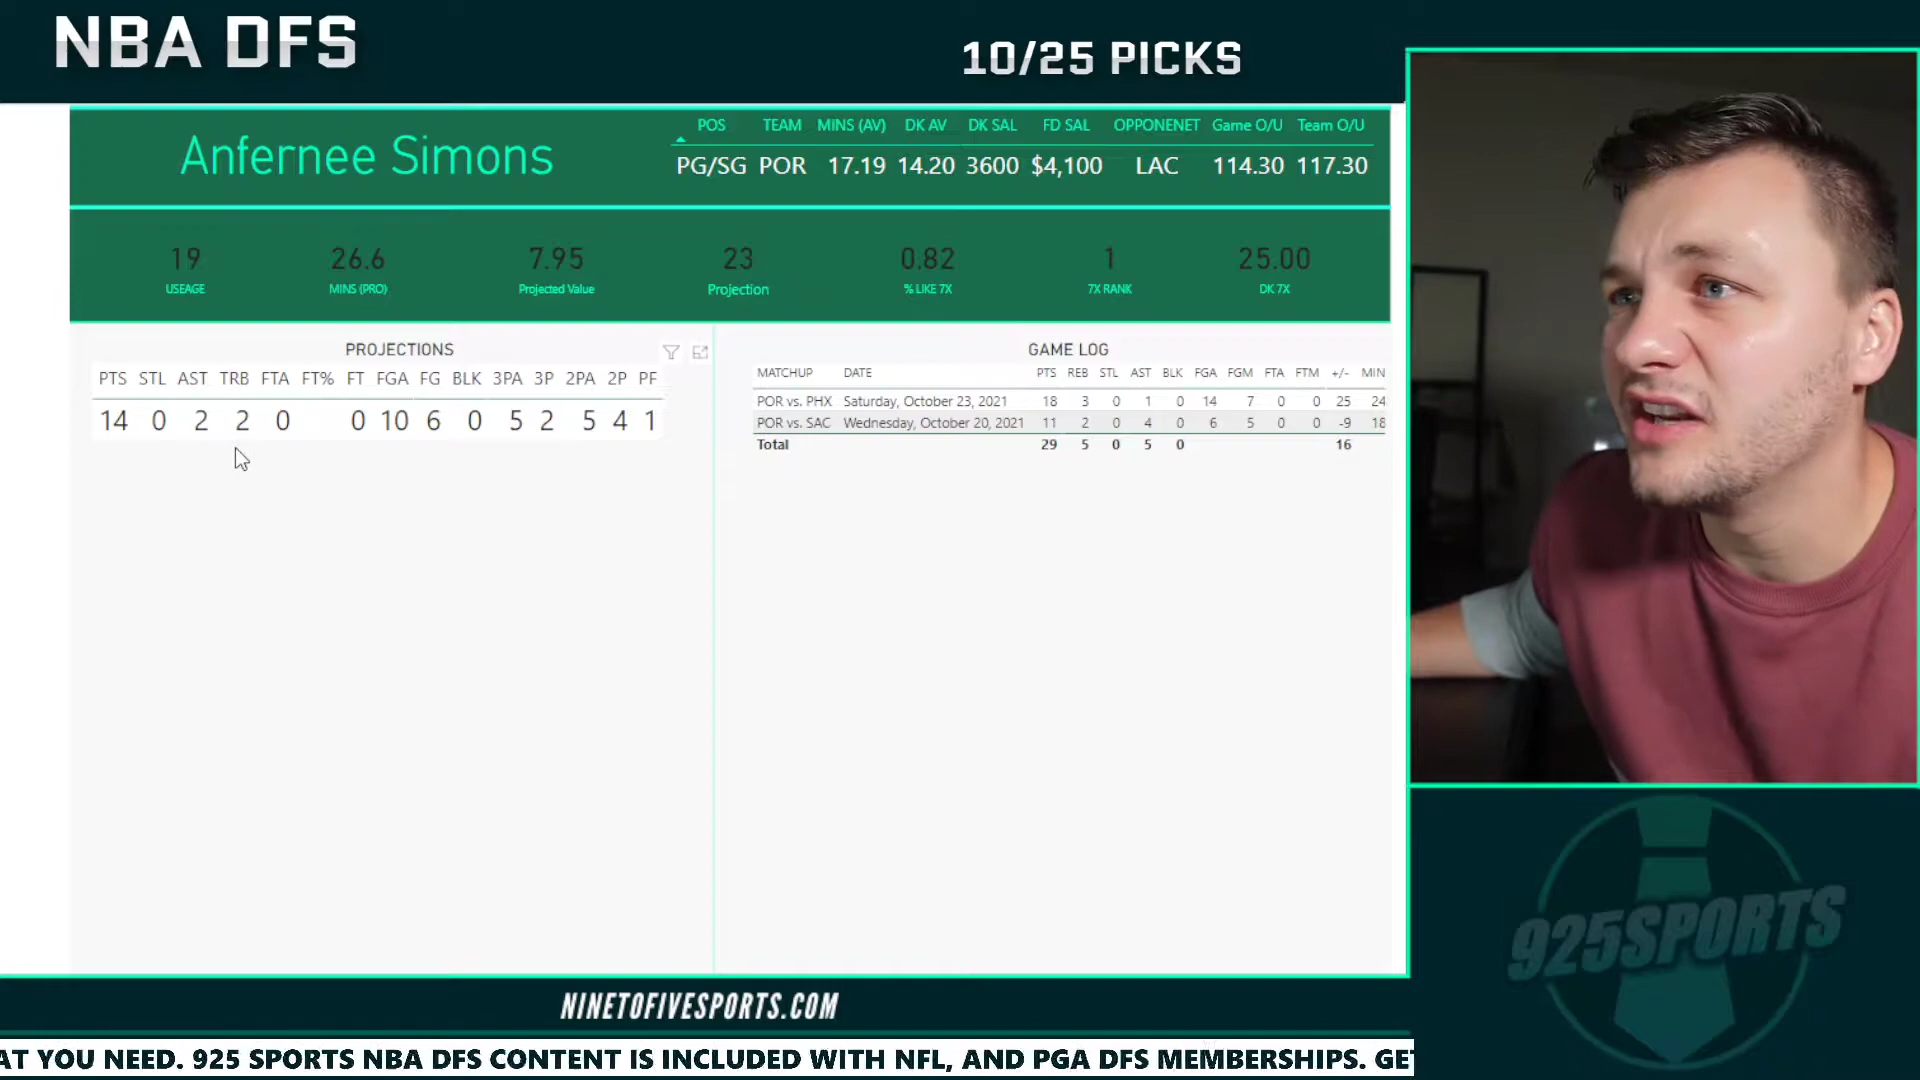 NBA DFS
10/25 PICKS
Anfernee Simons
POS TEAM MINS (AV) DK AV DK SAL FD SAL OPPONENET Game O/U Team O/U
PG/SG POR 17.19 14.20 3600 $4,100 LAC 114.30 117.30
19 26.6 7.95 23 0.82 1 25.00
USEAGE MINS (PRO) Projected Value Projection % LIKE 7X 7X RANK DK 7X
PROJECTIONS
PTS STL AST TRB FTA FT% FT FGA FG BLK 3PA 3P 2PA 2P PF
14 0 2 2 0 0 10 6 0 5 2 5 4 1
GAME LOG
MATCHUP DATE PTS REB STL AST BLK FGA FGM FTA FTM +/- MIN
POR vs. PHX Saturday, October 23, 2021 18 3 0 1 0 14 7 0 0 25 24
POR vs. SAC Wednesday, October 20, 2021 11 2 0 4 0 6 5 0 0 -9 18
Total 29 5 0 5 0 16
925SPORTS
NINETOFIVESPORTS.COM
AT YOU NEED. 925 SPORTS NBA DFS CONTENT IS INCLUDED WITH NFL, AND PGA DFS MEMBERSHIPS. GET